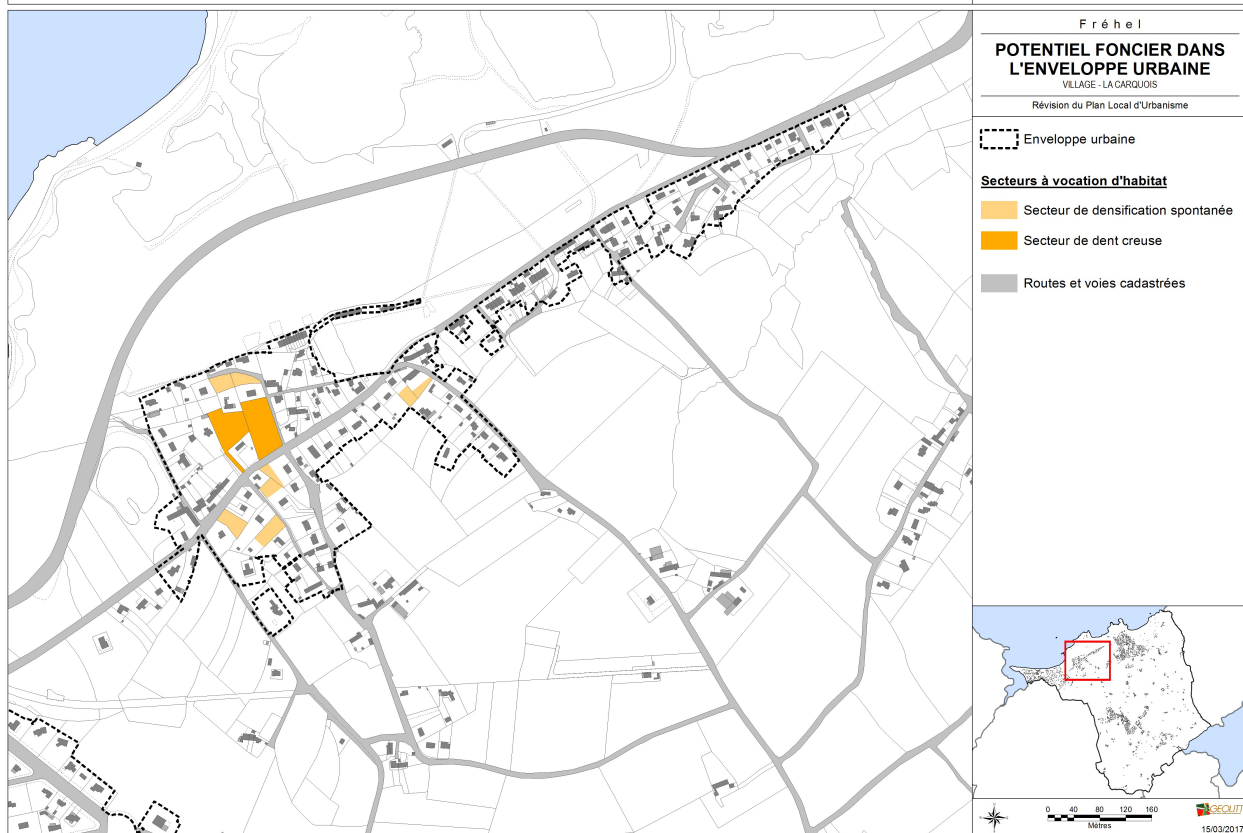 Fréhel
POTENTIEL FONCIER DANS
L'ENVELOPPE URBAINE
VILLAGE - LA CARQUOIS
Révision du Plan Local d'Urbanisme
Enveloppe urbaine
Secteurs à vocation d'habitat
Secteur de densification spontanée
Secteur de dent creuse
Routes et voies cadastrées
0 40 80 120 160
Mètres
GEOLITT
15/03/2017